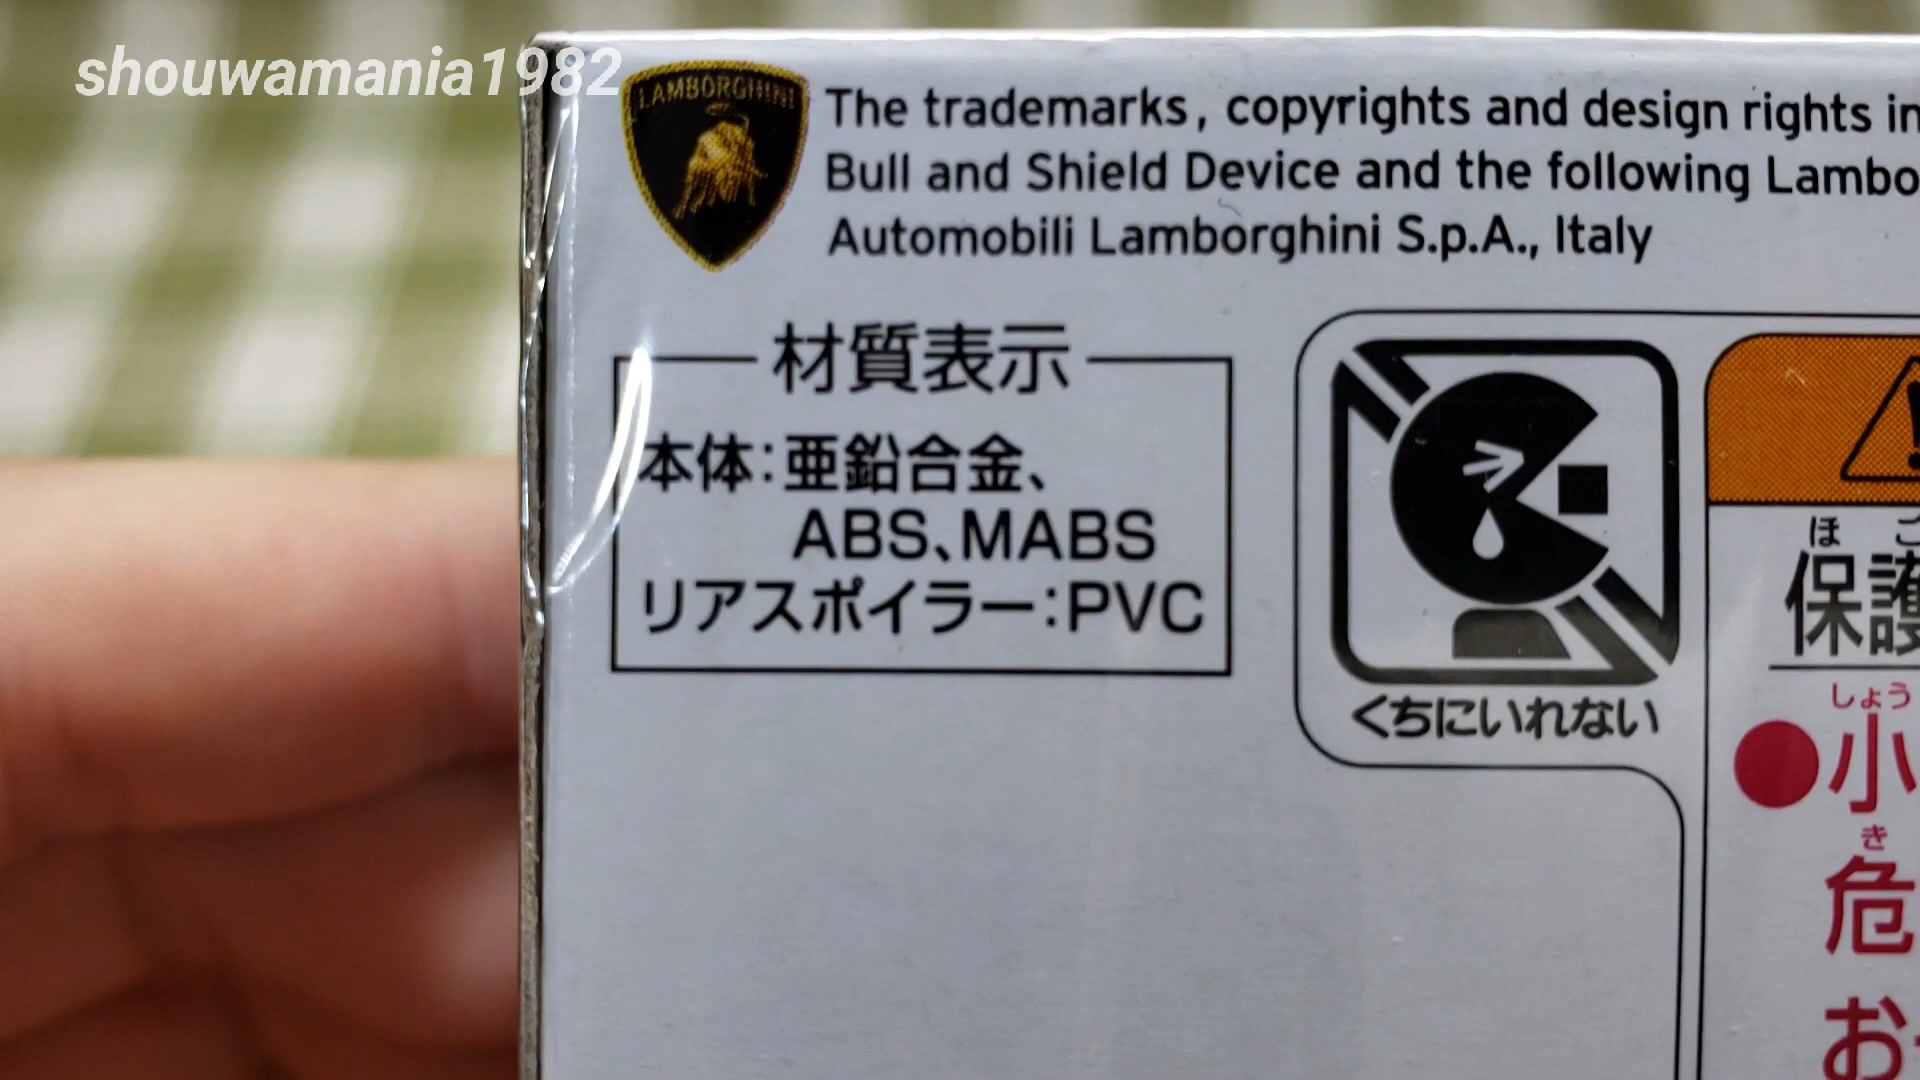 shouwamania1982
LAMBORGHINI
The trademarks, copyrights and design rights in
Bull and Shield Device and the following Lambo
Automobili Lamborghini S.p.A., Italy
材質表示
本体：亜鉛合金、
ABS、MABS
リアスポイラー：PVC
くちにいれない
ほ
保護
しょう
●小
き
危
お